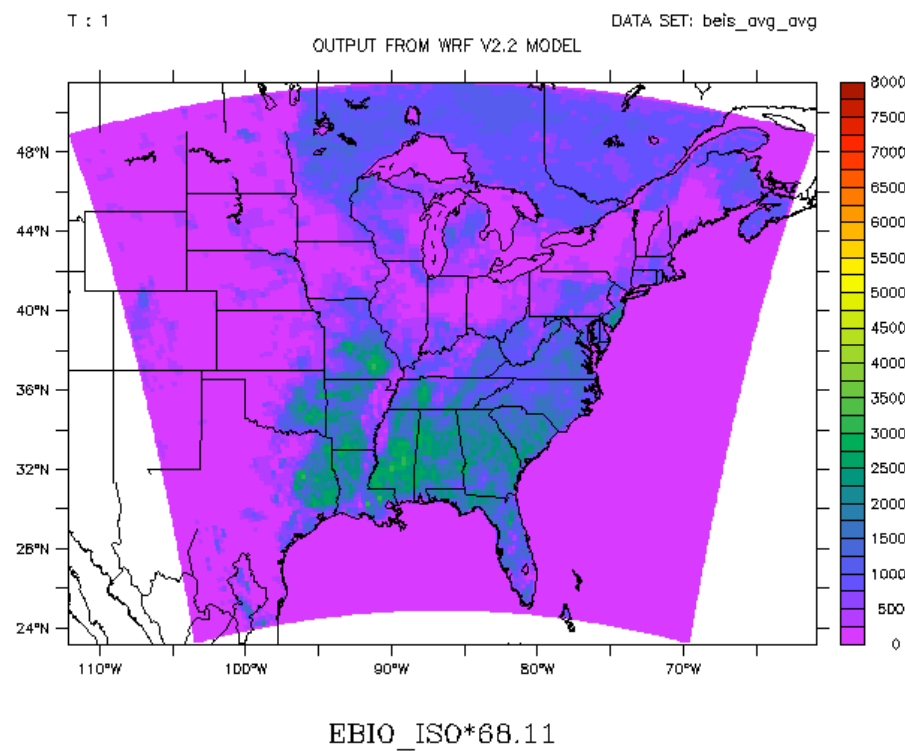 T : 1
DATA SET: beis_avg_avg
OUTPUT FROM WRF V2.2 MODEL
48°N
44°N
40°N
36°N
32°N
28°N
24°N
110°W
100°W
90°W
80°W
70°W
8000
7500
7000
6500
6000
5500
5000
4500
4000
3500
3000
2500
2000
1500
1000
500
0
EBIO_ISO*68.11